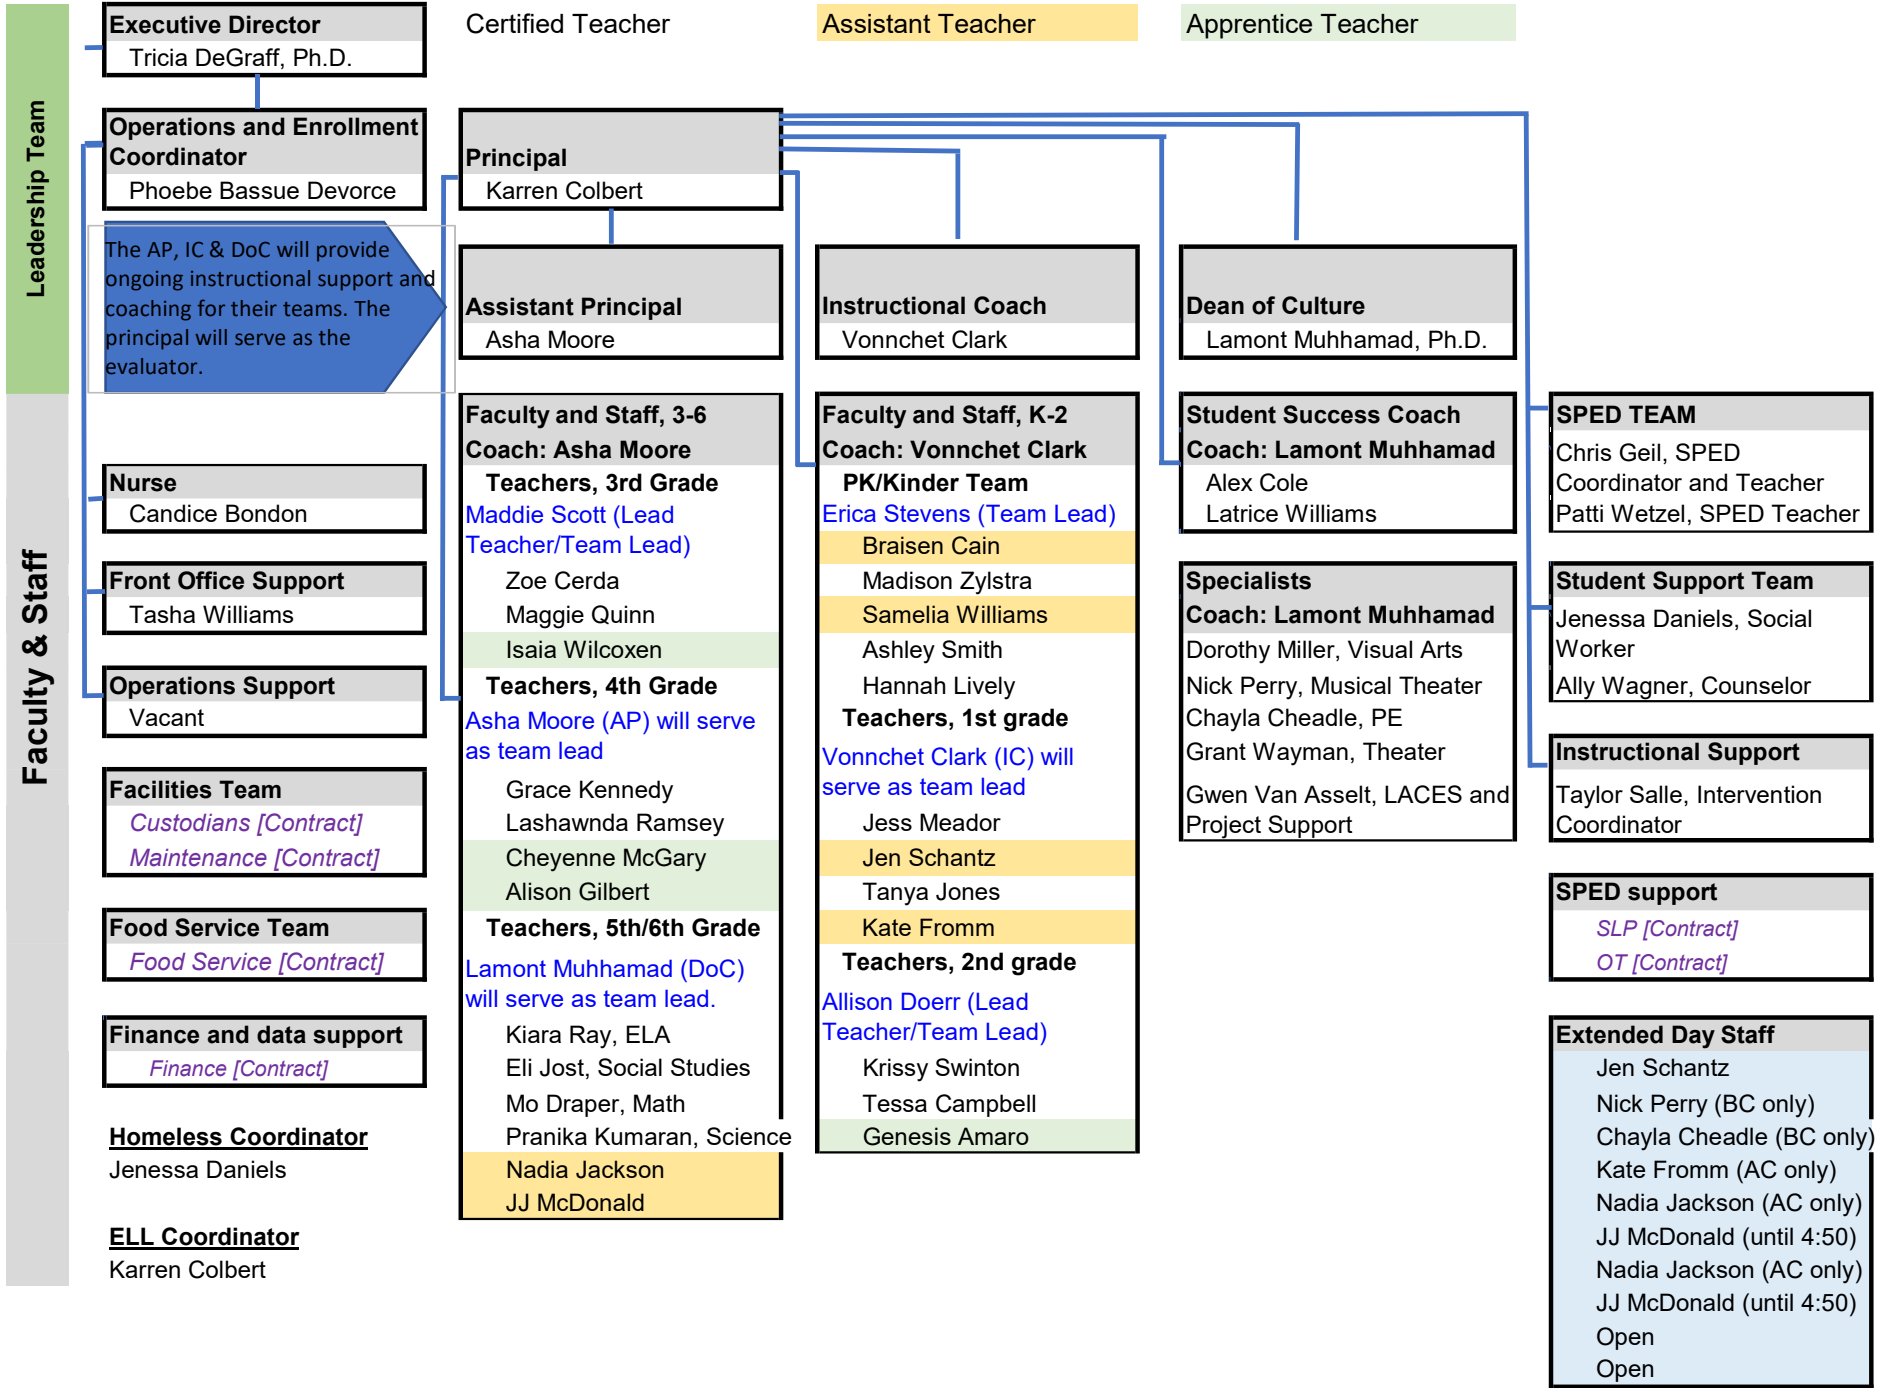 Leadership Team
Faculty & Staff
Certified Teacher
Assistant Teacher
Apprentice Teacher
Executive Director
Tricia DeGraff, Ph.D.
Operations and Enrollment
Coordinator
Phoebe Bassue Devorce
Principal
Karren Colbert
The AP, IC & DoC will provide
ongoing instructional support and
coaching for their teams. The
principal will serve as the
evaluator.
Assistant Principal
Asha Moore
Instructional Coach
Vonnchet Clark
Dean of Culture
Lamont Muhhamad, Ph.D.
Nurse
Candice Bondon
Front Office Support
Tasha Williams
Operations Support
Vacant
Facilities Team
Custodians [Contract]
Maintenance [Contract]
Food Service Team
Food Service [Contract]
Finance and data support
Finance [Contract]
Homeless Coordinator
Jenessa Daniels
ELL Coordinator
Karren Colbert
Faculty and Staff, 3-6
Coach: Asha Moore
Teachers, 3rd Grade
Maddie Scott (Lead
Teacher/Team Lead)
Zoe Cerda
Maggie Quinn
Isaia Wilcoxen
Teachers, 4th Grade
Asha Moore (AP) will serve
as team lead
Grace Kennedy
Lashawnda Ramsey
Cheyenne McGary
Alison Gilbert
Teachers, 5th/6th Grade
Lamont Muhhamad (DoC)
will serve as team lead.
Kiara Ray, ELA
Eli Jost, Social Studies
Mo Draper, Math
Pranika Kumaran, Science
Nadia Jackson
JJ McDonald
Faculty and Staff, K-2
Coach: Vonnchet Clark
PK/Kinder Team
Erica Stevens (Team Lead)
Braisen Cain
Madison Zylstra
Samelia Williams
Ashley Smith
Hannah Lively
Teachers, 1st grade
Vonnchet Clark (IC) will
serve as team lead
Jess Meador
Jen Schantz
Tanya Jones
Kate Fromm
Teachers, 2nd grade
Allison Doerr (Lead
Teacher/Team Lead)
Krissy Swinton
Tessa Campbell
Genesis Amaro
Student Success Coach
Coach: Lamont Muhhamad
Alex Cole
Latrice Williams
Specialists
Coach: Lamont Muhhamad
Dorothy Miller, Visual Arts
Nick Perry, Musical Theater
Chayla Cheadle, PE
Grant Wayman, Theater
Gwen Van Asselt, LACES and
Project Support
SPED TEAM
Chris Geil, SPED
Coordinator and Teacher
Patti Wetzel, SPED Teacher
Student Support Team
Jenessa Daniels, Social
Worker
Ally Wagner, Counselor
Instructional Support
Taylor Salle, Intervention
Coordinator
SPED support
SLP [Contract]
OT [Contract]
Extended Day Staff
Jen Schantz
Nick Perry (BC only)
Chayla Cheadle (BC only)
Kate Fromm (AC only)
Nadia Jackson (AC only)
JJ McDonald (until 4:50)
Nadia Jackson (AC only)
JJ McDonald (until 4:50)
Open
Open